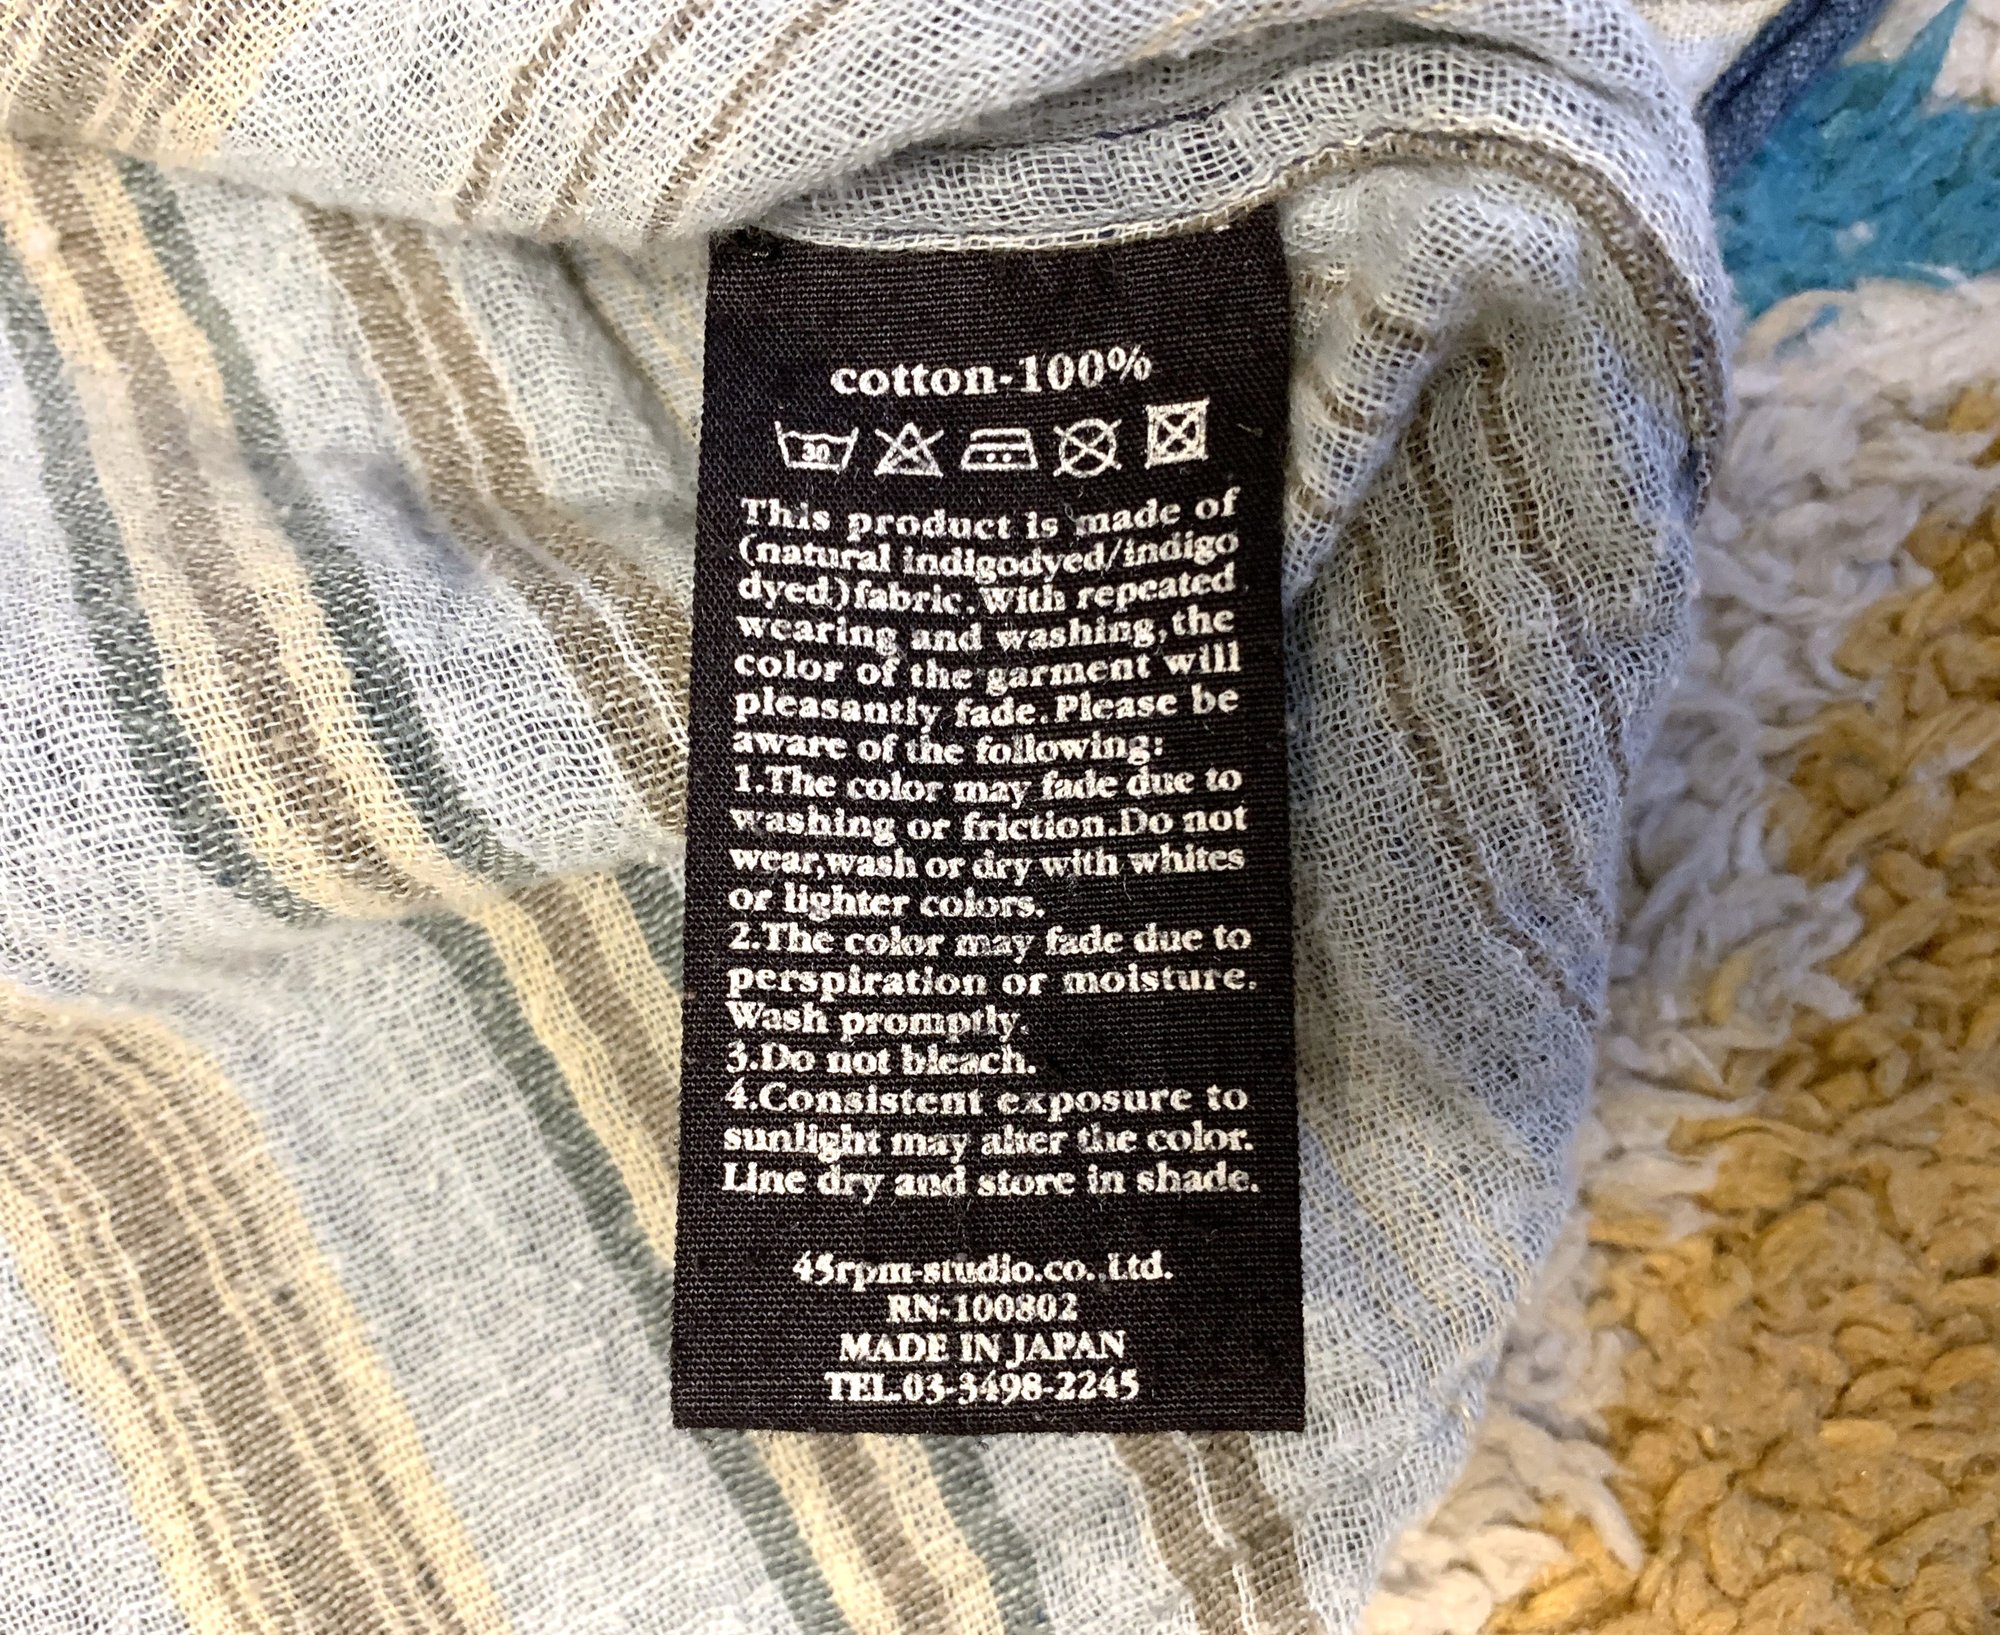 cotton-100%
30
This product is made of
(natural indigodyed/indigo
dyed)fabric.With repeated
wearing and washing,the
color of the garment will
pleasantly fade.Please be
aware of the following:
1.The color may fade due to
washing or friction.Do not
wear,wash or dry with whites
or lighter colors.
2.The color may fade due to
perspiration or moisture.
Wash promptly.
3.Do not bleach.
4.Consistent exposure to
sunlight may alter the color.
Line dry and store in shade.
45rpm-studio.co.,Ltd.
RN-100802
MADE IN JAPAN
TEL.03-3498-2245